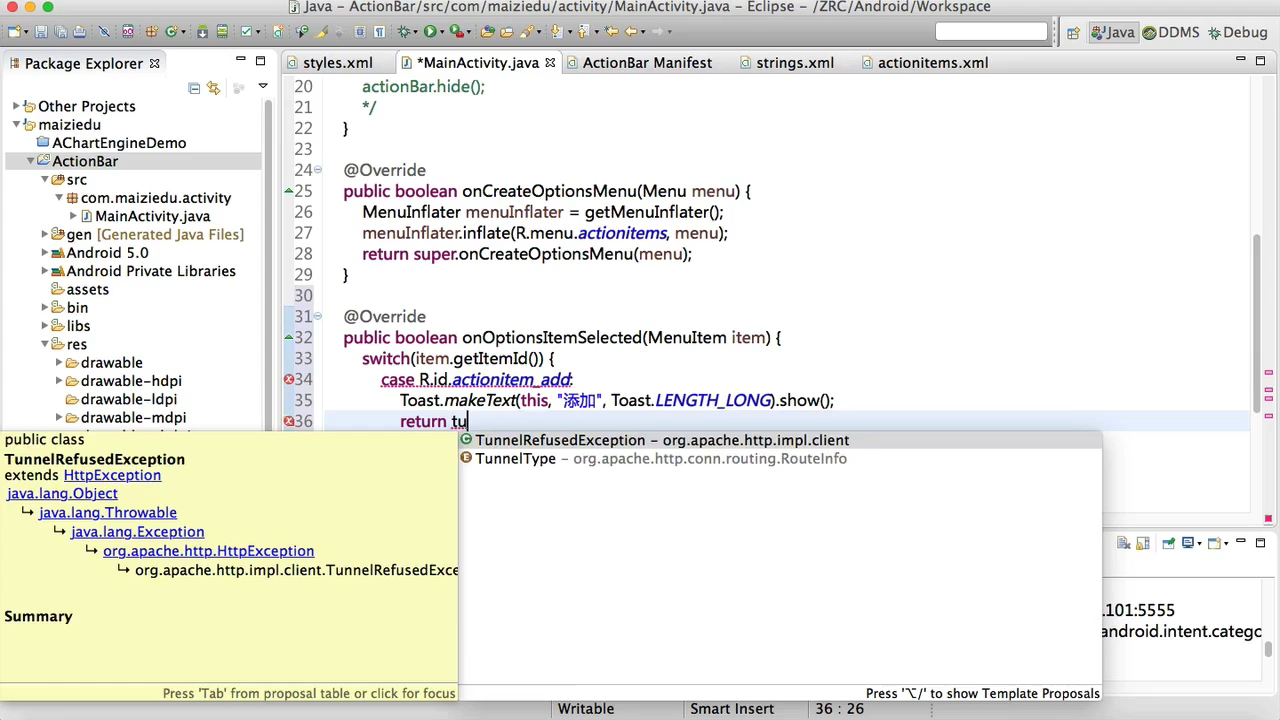 Java – ActionBar/src/com/maiziedu/activity/MainActivity.java – Eclipse – /ZRC/Android/Workspace
Java
DDMS
Debug
Package Explorer
styles.xml
*MainActivity.java
ActionBar Manifest
strings.xml
actionitems.xml
Other Projects
maiziedu
AChartEngineDemo
ActionBar
src
com.maiziedu.activity
MainActivity.java
gen [Generated Java Files]
Android 5.0
Android Private Libraries
assets
bin
libs
res
drawable
drawable-hdpi
drawable-ldpi
drawable-mdpi
20 actionBar.hide();
21 */
22 }
23
24 @Override
25 public boolean onCreateOptionsMenu(Menu menu) {
26 MenuInflater menuInflater = getMenuInflater();
27 menuInflater.inflate(R.menu.actionitems, menu);
28 return super.onCreateOptionsMenu(menu);
29 }
30
31 @Override
32 public boolean onOptionsItemSelected(MenuItem item) {
33 switch(item.getItemId()) {
34 case R.id.actionitem_add:
35 Toast.makeText(this, "添加", Toast.LENGTH_LONG).show();
36 return tu
public class
TunnelRefusedException
extends HttpException
java.lang.Object
java.lang.Throwable
java.lang.Exception
org.apache.http.HttpException
org.apache.http.impl.client.TunnelRefusedExce
Summary
Press 'Tab' from proposal table or click for focus
TunnelRefusedException – org.apache.http.impl.client
TunnelType – org.apache.http.conn.routing.RouteInfo
Press '⌥/' to show Template Proposals
.101:5555
android.intent.catego
Writable
Smart Insert
36 : 26